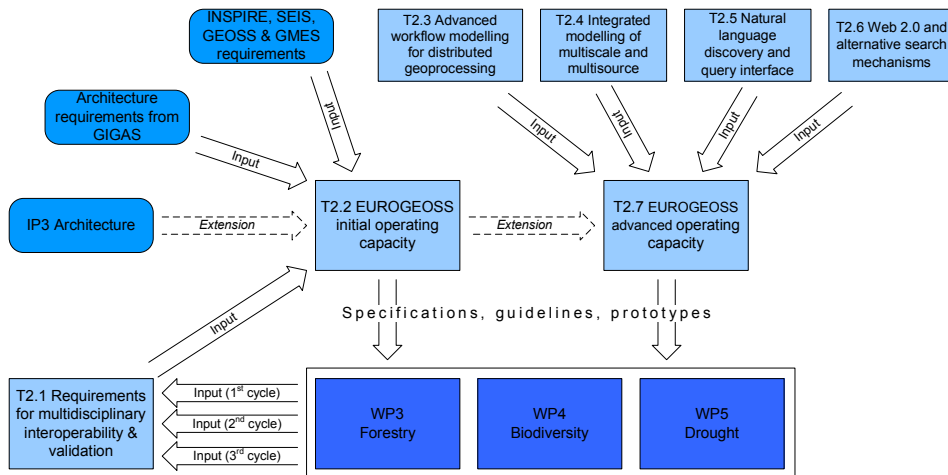 INSPIRE, SEIS,
GEOSS & GMES
requirements
T2.3 Advanced
workflow modelling
for distributed
geoprocessing
T2.4 Integrated
modelling of
multiscale and
multisource
T2.5 Natural
language
discovery and
query interface
T2.6 Web 2.0 and
alternative search
mechanisms
Architecture
requirements from
GIGAS
Input
Input
Input
Input
Input
Input
IP3 Architecture
Extension
T2.2 EUROGEOSS
initial operating
capacity
Extension
T2.7 EUROGEOSS
advanced operating
capacity
Input
Specifications, guidelines, prototypes
T2.1 Requirements
for multidisciplinary
interoperability &
validation
Input (1st cycle)
Input (2nd cycle)
Input (3rd cycle)
WP3
Forestry
WP4
Biodiversity
WP5
Drought